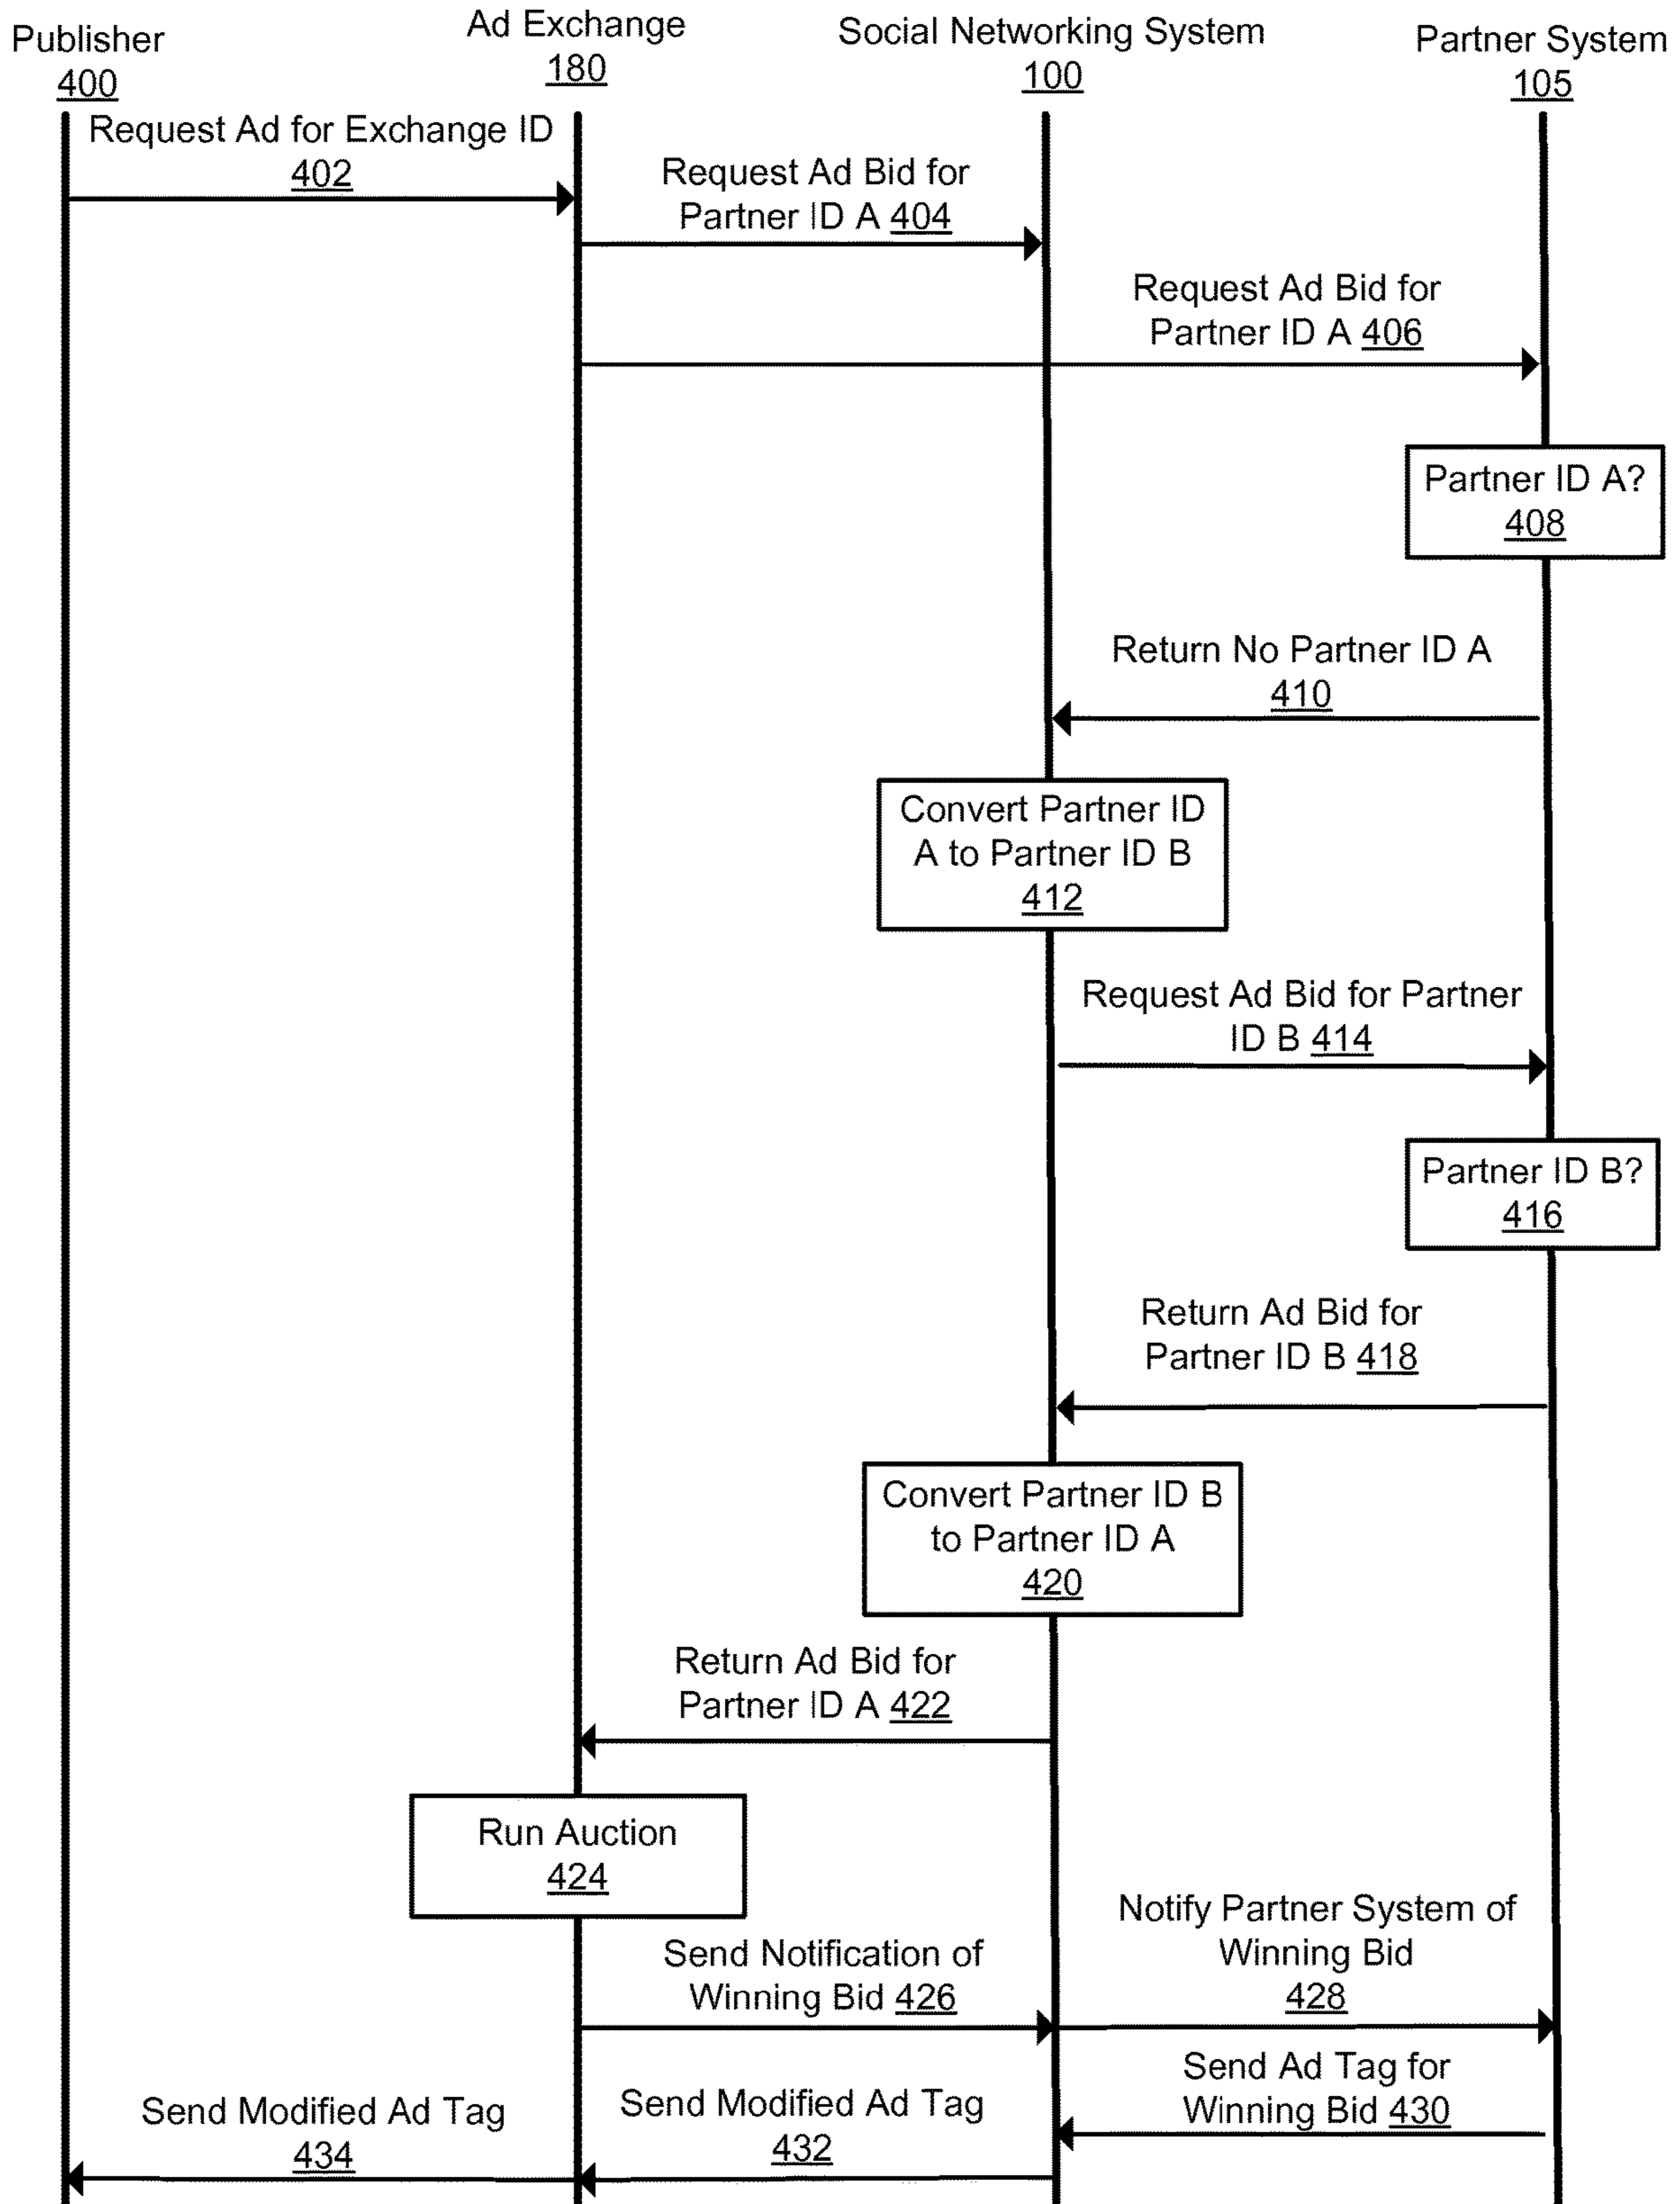 Publisher
400
Ad Exchange
180
Social Networking System
100
Partner System
105
Request Ad for Exchange ID
402
Request Ad Bid for
Partner ID A 404
Request Ad Bid for
Partner ID A 406
Partner ID A?
408
Return No Partner ID A
410
Convert Partner ID
A to Partner ID B
412
Request Ad Bid for Partner
ID B 414
Partner ID B?
416
Return Ad Bid for
Partner ID B 418
Convert Partner ID B
to Partner ID A
420
Return Ad Bid for
Partner ID A 422
Run Auction
424
Send Notification of
Winning Bid 426
Notify Partner System of
Winning Bid
428
Send Ad Tag for
Winning Bid 430
Send Modified Ad Tag
432
Send Modified Ad Tag
434